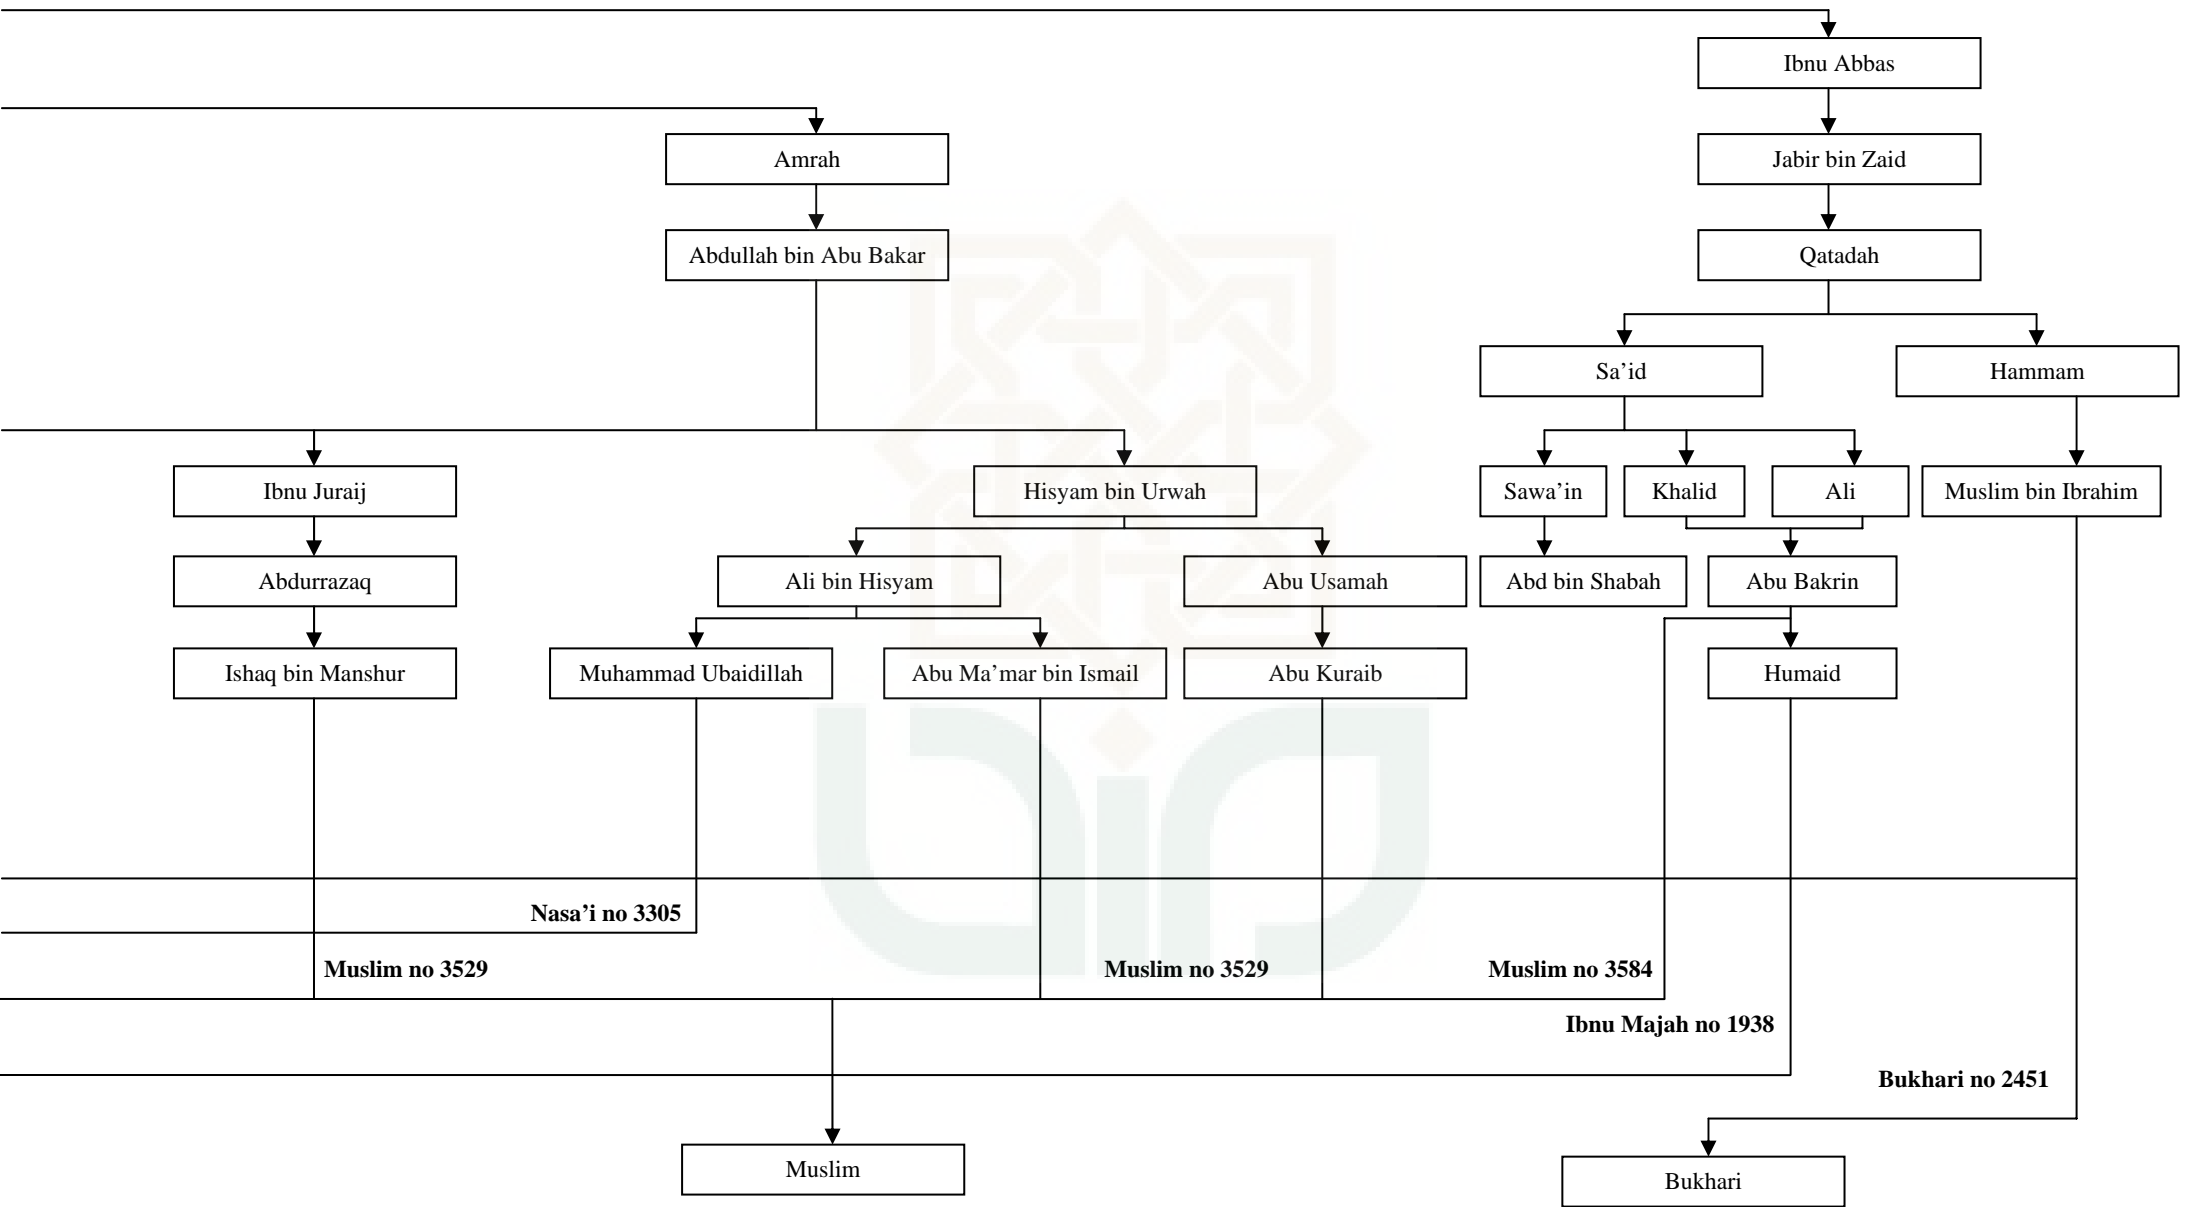 Ibnu Abbas
Amrah
Jabir bin Zaid
Abdullah bin Abu Bakar
Qatadah
Sa’id
Hammam
Ibnu Juraij
Hisyam bin Urwah
Sawa’in
Khalid
Ali
Muslim bin Ibrahim
Abdurrazaq
Ali bin Hisyam
Abu Usamah
Abd bin Shabah
Abu Bakrin
Ishaq bin Manshur
Muhammad Ubaidillah
Abu Ma’mar bin Ismail
Abu Kuraib
Humaid
Nasa’i no 3305
Muslim no 3529
Muslim no 3529
Muslim no 3584
Ibnu Majah no 1938
Bukhari no 2451
Muslim
Bukhari